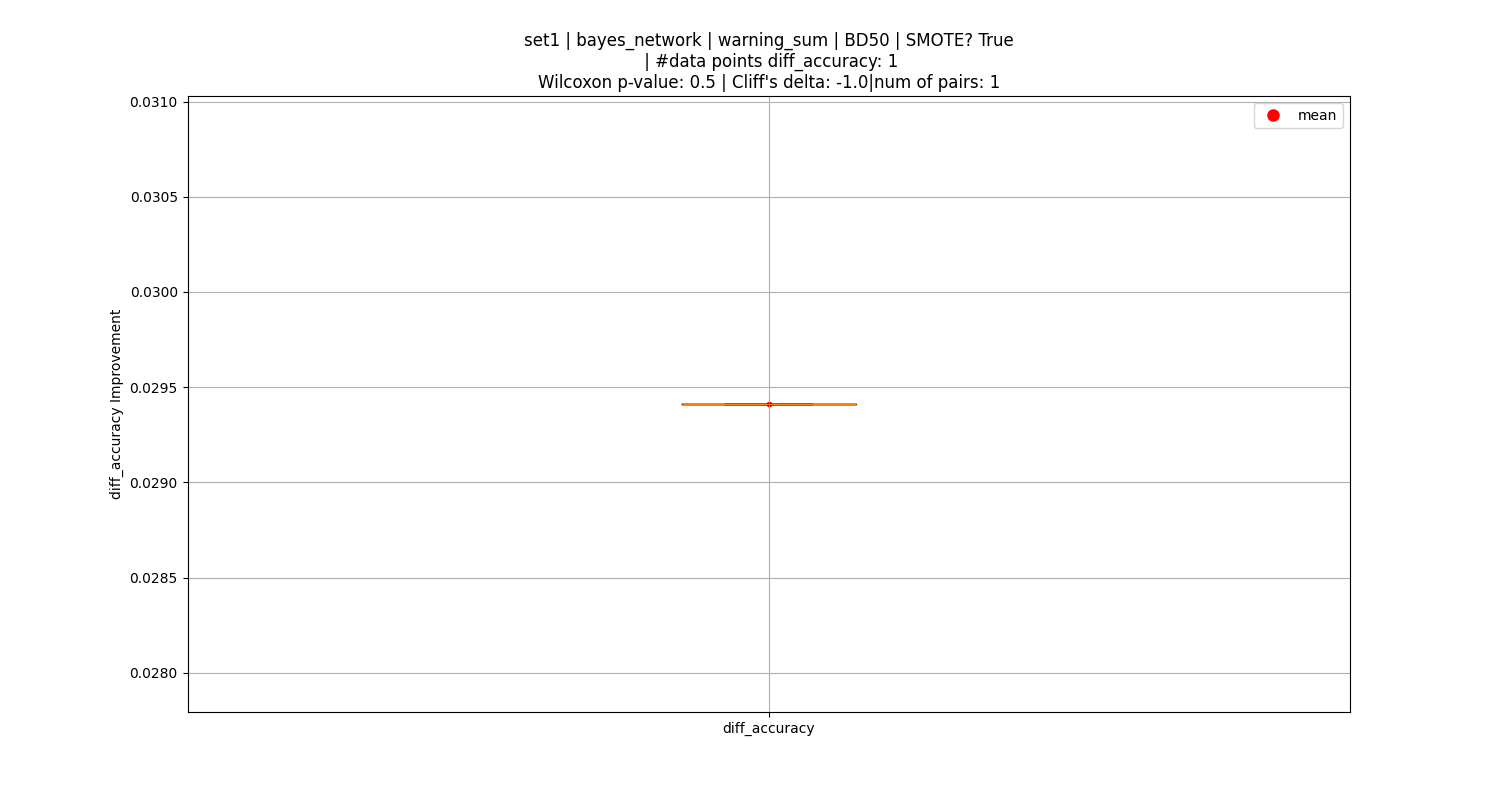 set1 | bayes_network | warning_sum | BD50 | SMOTE? True
| #data points diff_accuracy: 1
Wilcoxon p-value: 0.5 | Cliff's delta: -1.0|num of pairs: 1
mean
0.0310
0.0305
0.0300
0.0295
0.0290
0.0285
0.0280
diff_accuracy Improvement
diff_accuracy